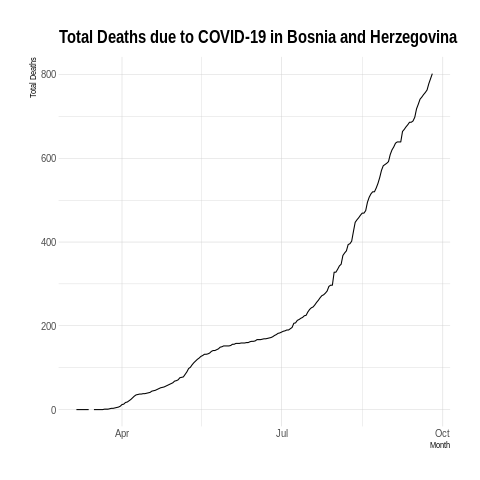 Total Deaths due to COVID-19 in Bosnia and Herzegovina
Total Deaths
800
600
400
200
0
Apr
Jul
Oct
Month